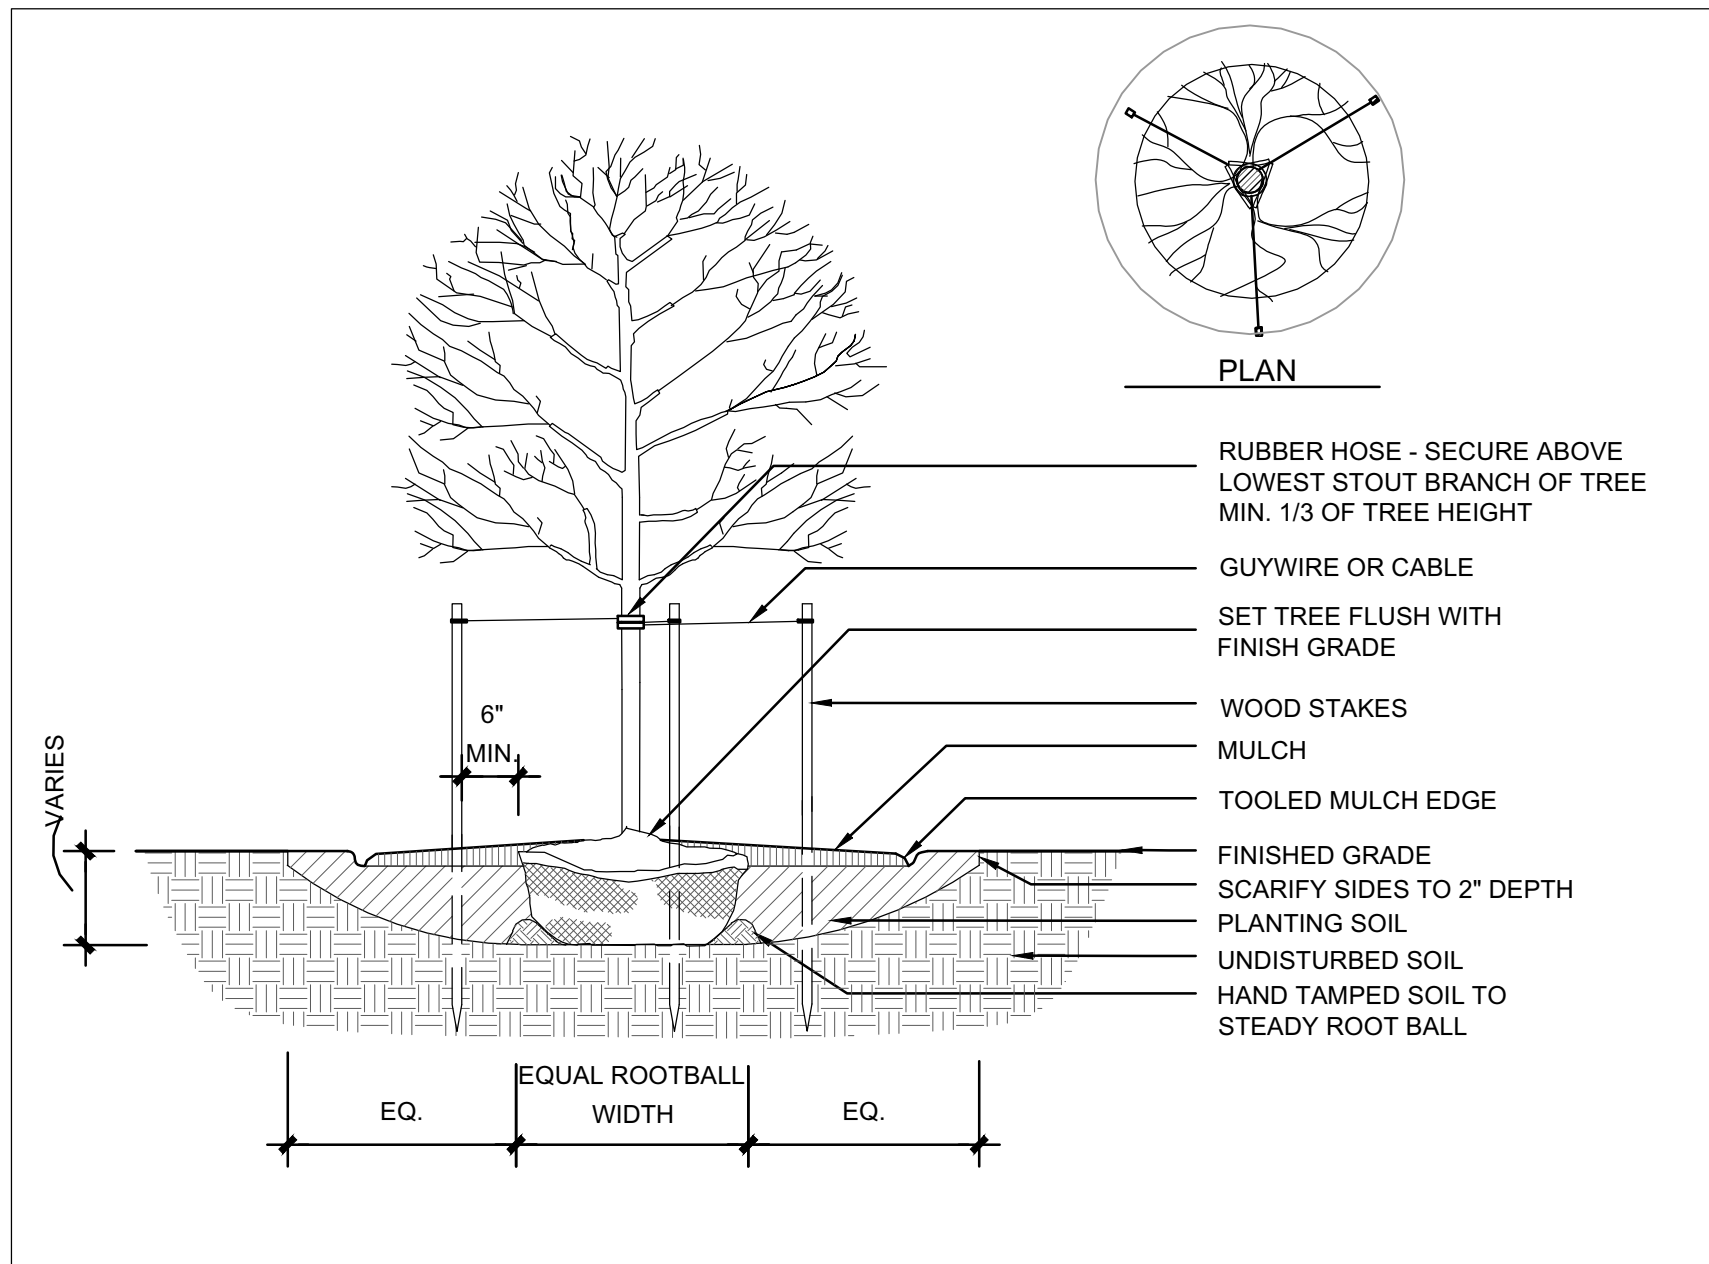 PLAN
RUBBER HOSE - SECURE ABOVE
LOWEST STOUT BRANCH OF TREE
MIN. 1/3 OF TREE HEIGHT
GUYWIRE OR CABLE
SET TREE FLUSH WITH
FINISH GRADE
WOOD STAKES
6"
MIN.
MULCH
VARIES
TOOLED MULCH EDGE
FINISHED GRADE
SCARIFY SIDES TO 2" DEPTH
PLANTING SOIL
UNDISTURBED SOIL
HAND TAMPED SOIL TO
STEADY ROOT BALL
EQ.
EQUAL ROOTBALL
WIDTH
EQ.